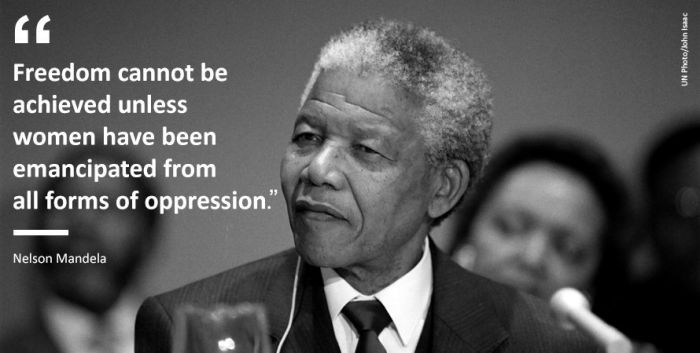 “
Freedom cannot be
achieved unless
women have been
emancipated from
all forms of oppression.”
Nelson Mandela
UN Photo/John Isaac